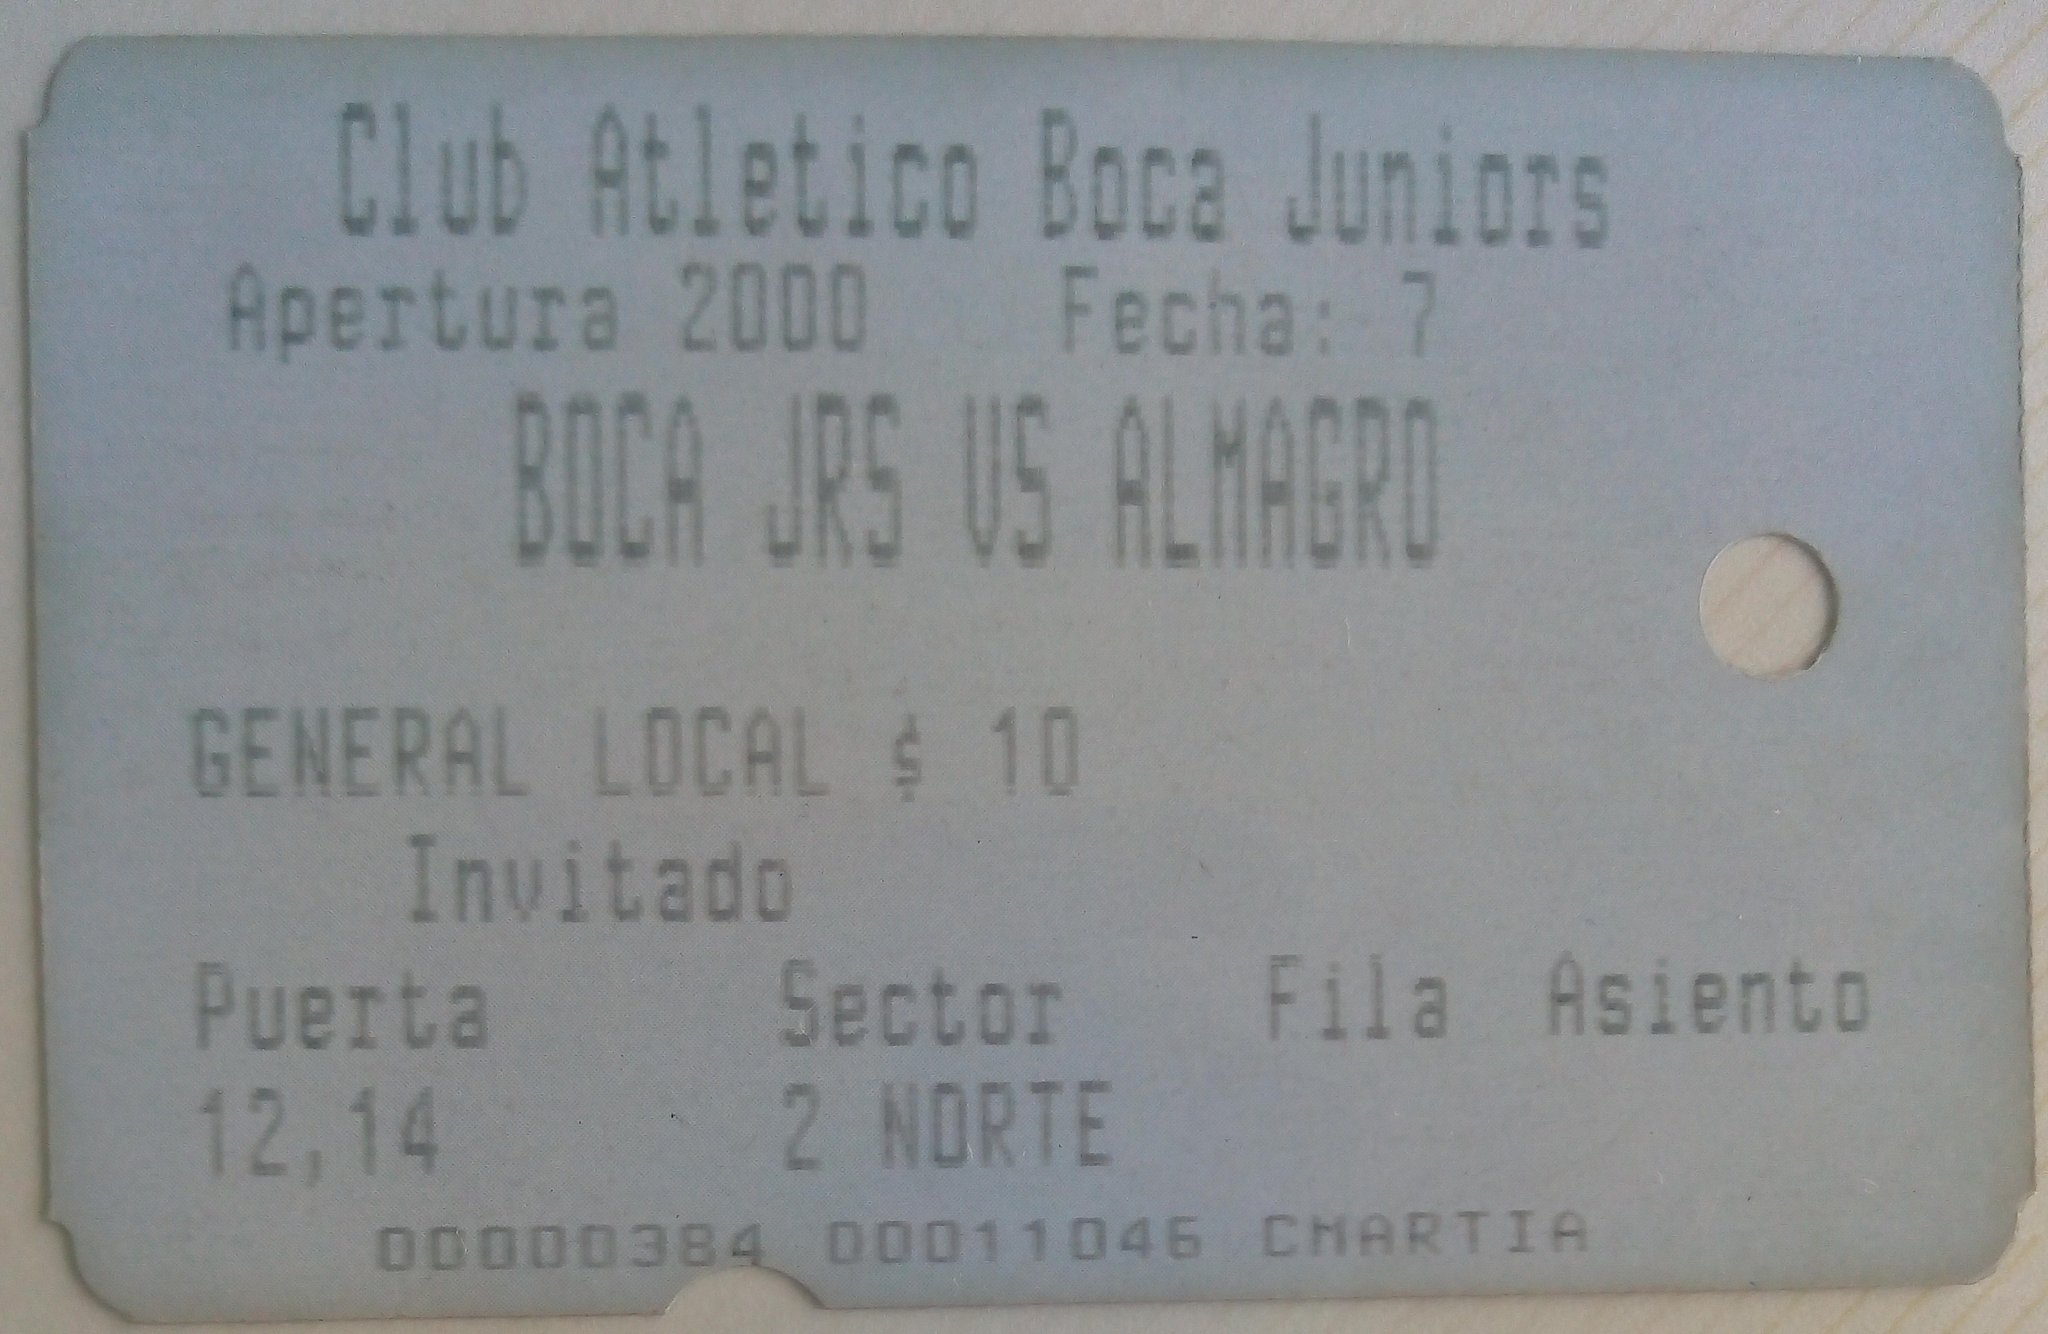 Club Atletico Boca Juniors
Apertura 2000 Fecha: 7
BOCA JRS VS ALMAGRO
GENERAL LOCAL $ 10
Invitado
Puerta Sector Fila Asiento
12,14 2 NORTE
00000384 00011046 CMARTIA